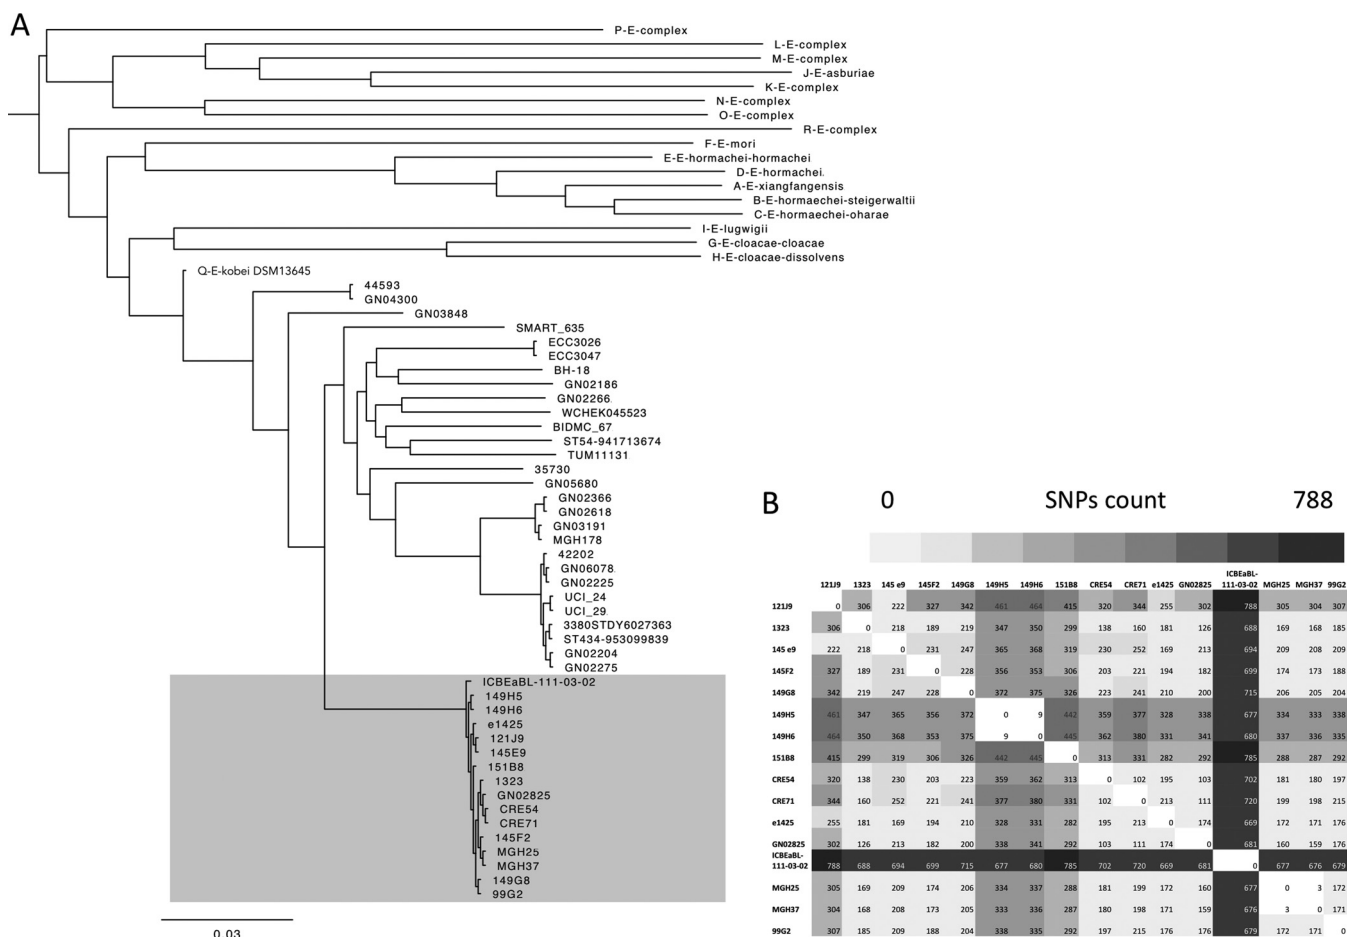 A
P-E-complex
L-E-complex
M-E-complex
J-E-asburiae
K-E-complex
N-E-complex
O-E-complex
R-E-complex
F-E-mori
E-E-hormachei-hormachei
D-E-hormachei.
A-E-xiangfangensis
B-E-hormaechei-steigerwaltii
C-E-hormaechei-oharae
I-E-lugwigii
G-E-cloacae-cloacae
H-E-cloacae-dissolvens
Q-E-kobei DSM13645
44593
GN04300
GN03848
SMART_635
ECC3026
ECC3047
BH-18
GN02186
GN02266
WCHEK045523
BIDMC_67
ST54-941713674
TUM11131
35730
GN05680
GN02366
GN02618
GN03191
MGH178
42202
GN06078
GN02225
UCI_24
UCI_29
3380STDY6027363
ST434-953099839
GN02204
GN02275
ICBEaBL-111-03-02
149H5
149H6
e1425
121J9
145E9
151B8
1323
GN02825
CRE54
CRE71
145F2
MGH25
MGH37
149G8
99G2
0.03
B
0 SNPs count 788
121J9 1323 145 e9 145F2 149G8 149H5 149H6 151B8 CRE54 CRE71 e1425 GN02825 ICBEaBL-111-03-02 MGH25 MGH37 99G2
121J9 0 306 222 327 342 461 464 415 320 344 255 302 788 305 304 307
1323 306 0 218 189 219 347 350 299 138 160 181 126 688 169 168 185
145 e9 222 218 0 231 247 365 368 319 230 252 169 213 694 209 208 209
145F2 327 189 231 0 228 356 353 306 203 221 194 182 699 174 173 188
149G8 342 219 247 228 0 372 375 326 223 241 210 200 715 206 205 204
149H5 461 347 365 356 372 0 9 442 359 377 328 338 677 334 333 338
149H6 464 350 368 353 375 9 0 445 362 380 331 341 680 337 336 335
151B8 415 299 319 306 326 442 445 0 313 331 282 292 785 288 287 292
CRE54 320 138 230 203 223 359 362 313 0 102 195 103 702 181 180 197
CRE71 344 160 252 221 241 377 380 331 102 0 213 111 720 199 198 215
e1425 255 181 169 194 210 328 331 282 195 213 0 174 669 172 171 176
GN02825 302 126 213 182 200 338 341 292 103 111 174 0 681 160 159 176
ICBEaBL-
111-03-02 788 688 694 699 715 677 680 785 702 720 669 681 0 677 676 679
MGH25 305 169 209 174 206 334 337 288 181 199 172 160 677 0 3 172
MGH37 304 168 208 173 205 333 336 287 180 198 171 159 676 3 0 171
99G2 307 185 209 188 204 338 335 292 197 215 176 176 679 172 171 0